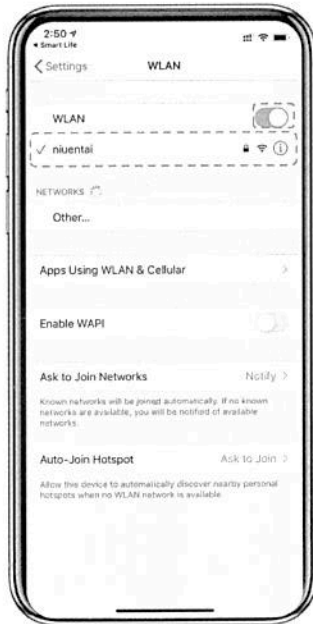 2:50
Smart Life
Settings
WLAN
WLAN
niuentai
NETWORKS
Other...
Apps Using WLAN & Cellular
Enable WAPI
Ask to Join Networks
Notify
Known networks will be joined automatically. If no known
networks are available, you will be notified of available
networks.
Auto-Join Hotspot
Ask to Join
Allow this device to automatically discover nearby personal
hotspots when no WLAN network is available.